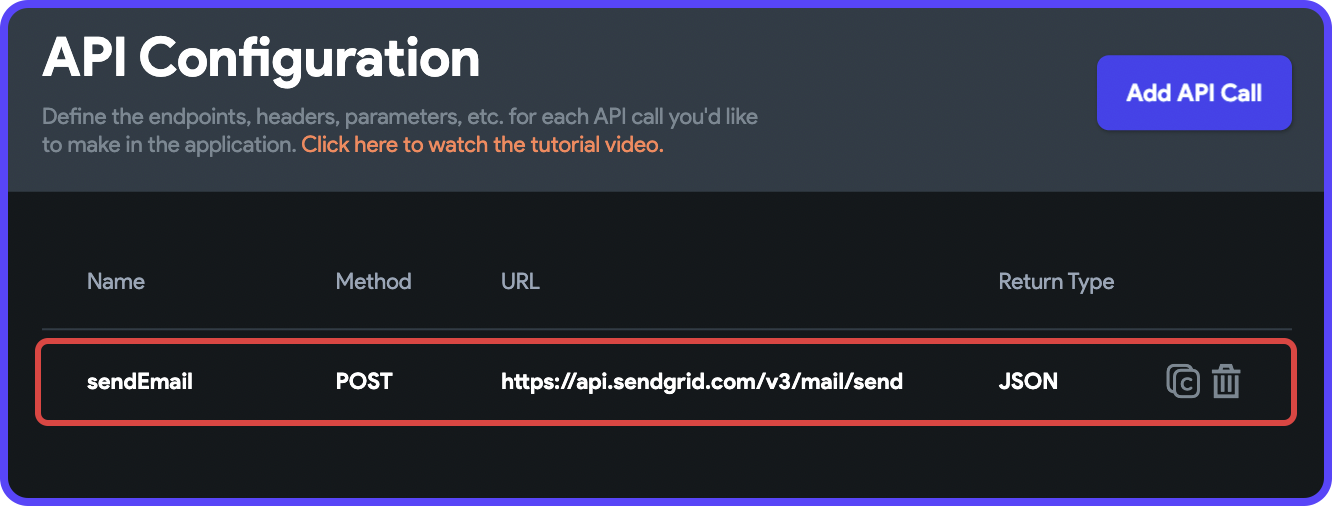 API Configuration
Define the endpoints, headers, parameters, etc. for each API call you'd like
to make in the application. Click here to watch the tutorial video.
Add API Call
Name Method URL Return Type
sendEmail POST https://api.sendgrid.com/v3/mail/send JSON